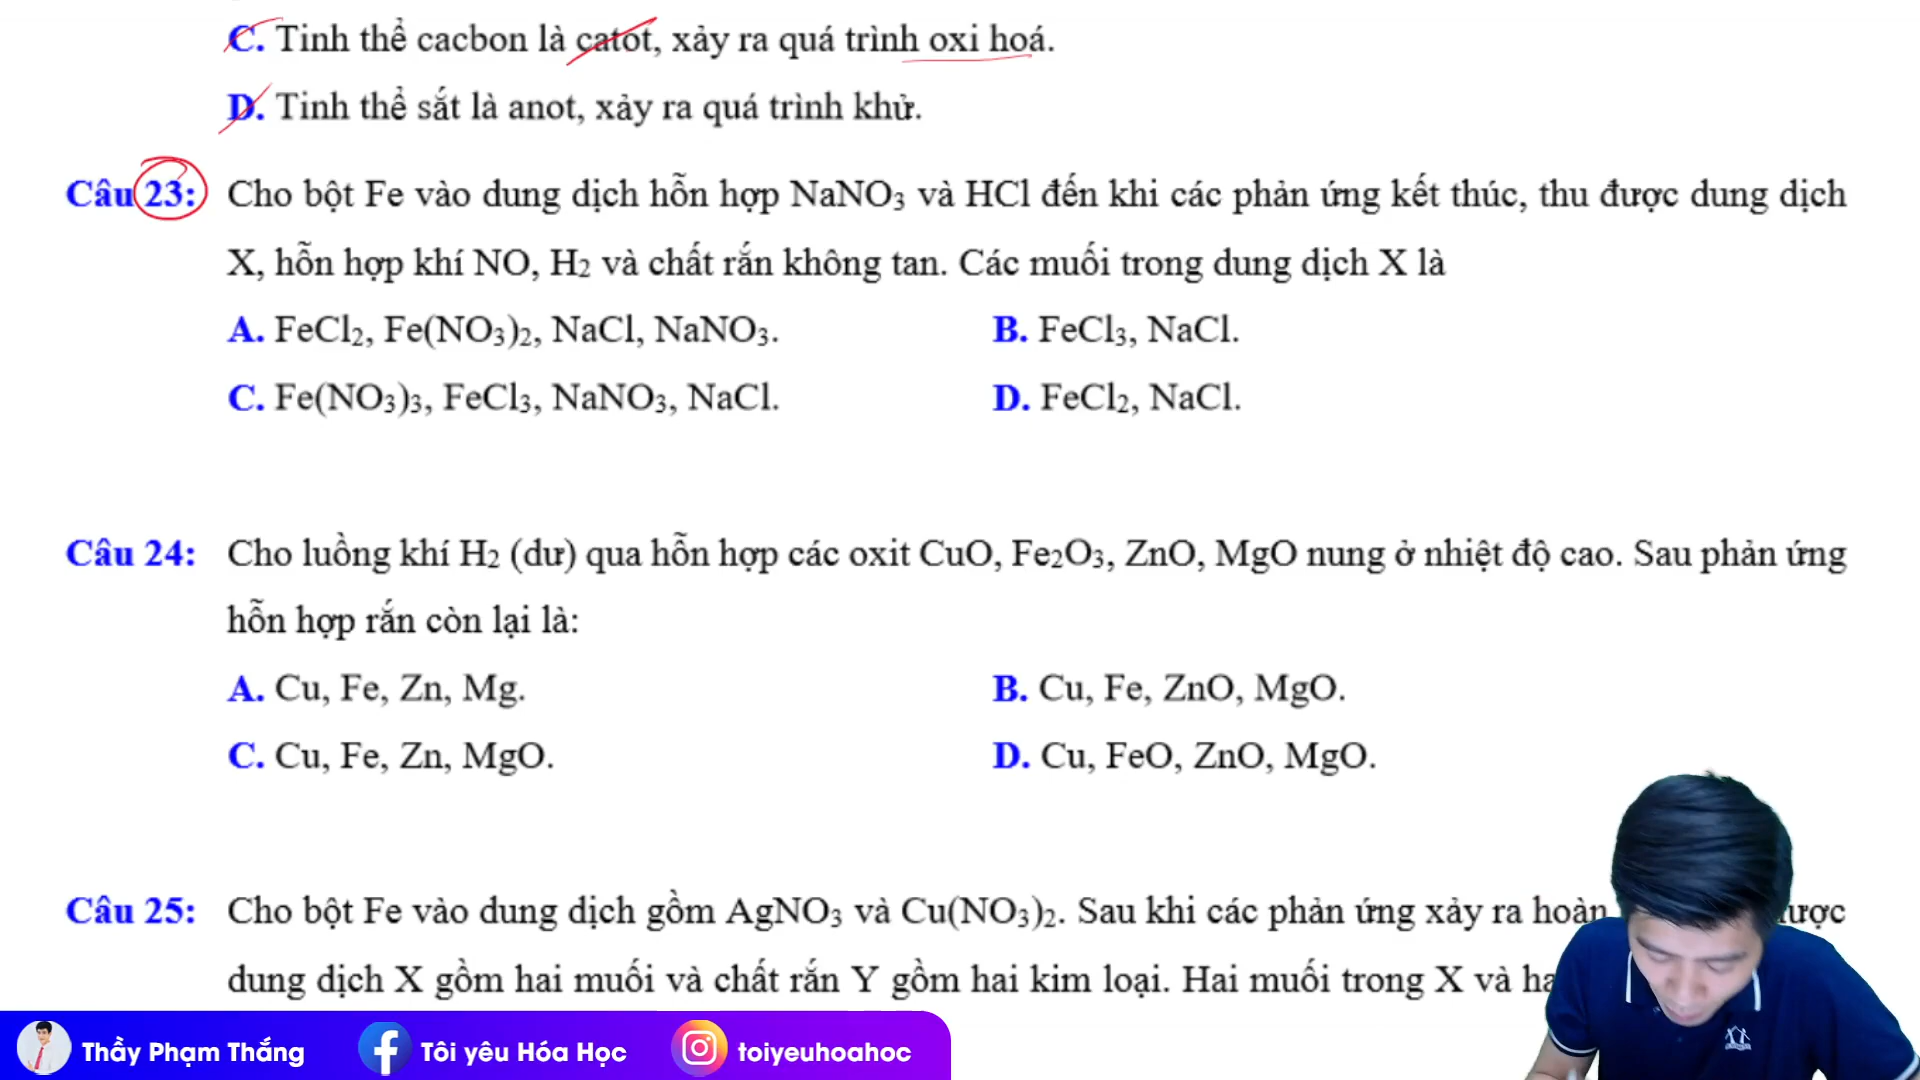 C. Tinh thể cacbon là catot, xảy ra quá trình oxi hoá.
D. Tinh thể sắt là anot, xảy ra quá trình khử.
Câu 23: Cho bột Fe vào dung dịch hỗn hợp NaNO₃ và HCl đến khi các phản ứng kết thúc, thu được dung dịch
X, hỗn hợp khí NO, H₂ và chất rắn không tan. Các muối trong dung dịch X là
A. FeCl₂, Fe(NO₃)₂, NaCl, NaNO₃. B. FeCl₃, NaCl.
C. Fe(NO₃)₃, FeCl₃, NaNO₃, NaCl. D. FeCl₂, NaCl.
Câu 24: Cho luồng khí H₂ (dư) qua hỗn hợp các oxit CuO, Fe₂O₃, ZnO, MgO nung ở nhiệt độ cao. Sau phản ứng
hỗn hợp rắn còn lại là:
A. Cu, Fe, Zn, Mg. B. Cu, Fe, ZnO, MgO.
C. Cu, Fe, Zn, MgO. D. Cu, FeO, ZnO, MgO.
Câu 25: Cho bột Fe vào dung dịch gồm AgNO₃ và Cu(NO₃)₂. Sau khi các phản ứng xảy ra hoàn
dung dịch X gồm hai muối và chất rắn Y gồm hai kim loại. Hai muối trong X và
Thầy Phạm Thắng Tôi yêu Hóa Học toiyeuhoahoc